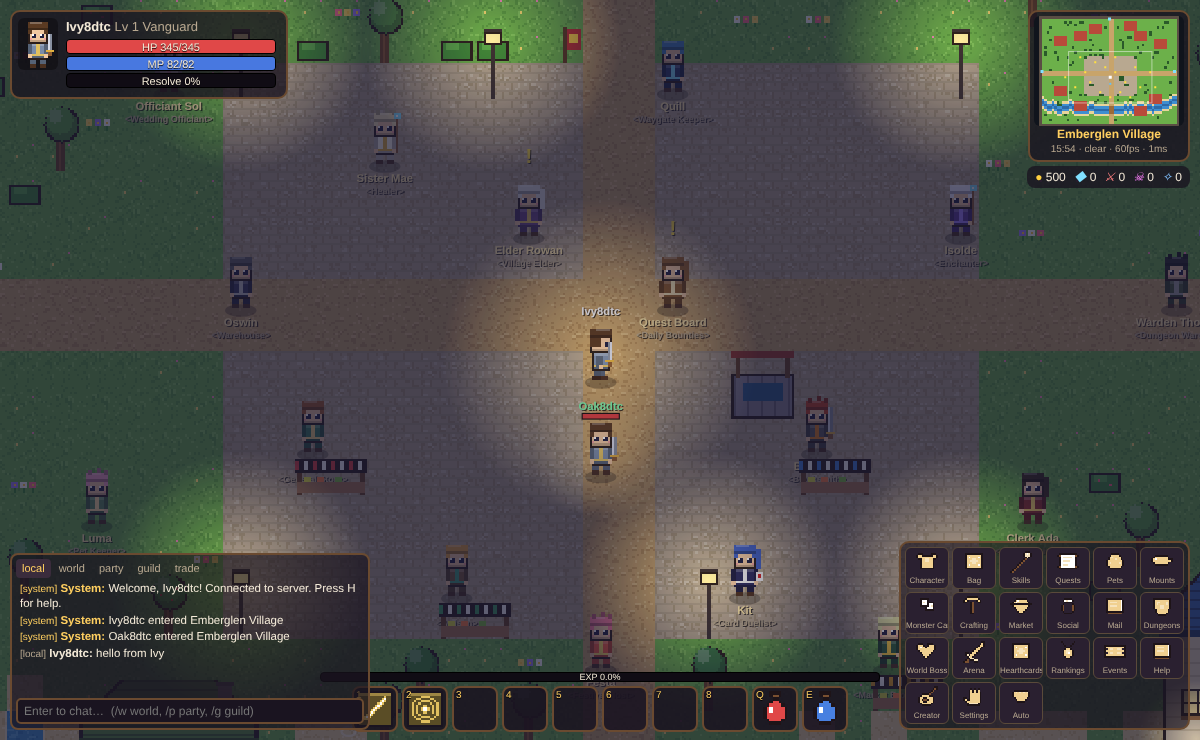 Ivy8dtc Lv 1 Vanguard
HP 345/345
MP 82/82
Resolve 0%
Emberglen Village
15:54 · clear · 60fps · 1ms
500 0 0 0 0
Officiant Sol
<Wedding Officiant>
Quill
<Waygate Keeper>
Sister Mae
<Healer>
!
Elder Rowan
<Village Elder>
!
Isolde
<Enchanter>
Oswin
<Warehouse>
Ivy8dtc
Quest Board
<Daily Bounties>
Oak8dtc
Luma
Clerk Ada
Kit
<Card Duelist>
local world party guild trade
[system] System: Welcome, Ivy8dtc! Connected to server. Press H
for help.
[system] System: Ivy8dtc entered Emberglen Village
[system] System: Oak8dtc entered Emberglen Village
[local] Ivy8dtc: hello from Ivy
Enter to chat… (/w world, /p party, /g guild)
EXP 0.0%
2 3 4 5 6 7 8 Q E
Character Bag Skills Quests Pets Mounts
Monster Ca Crafting Market Social Mail Dungeons
World Boss Arena Hearthcards Rankings Events Help
Creator Settings Auto